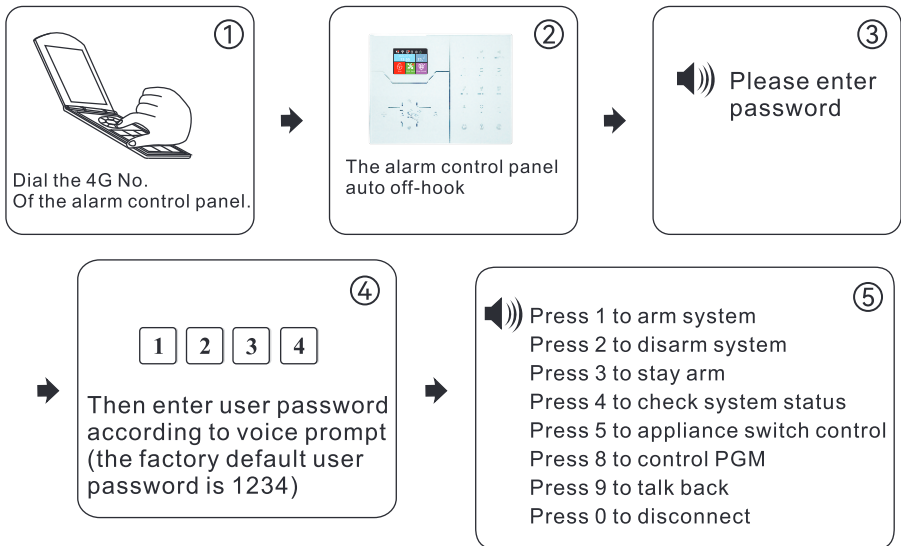 ①
Dial the 4G No.
Of the alarm control panel.
②
The alarm control panel
auto off-hook
③
Please enter
password
④
1 2 3 4
Then enter user password
according to voice prompt
(the factory default user
password is 1234)
⑤
Press 1 to arm system
Press 2 to disarm system
Press 3 to stay arm
Press 4 to check system status
Press 5 to appliance switch control
Press 8 to control PGM
Press 9 to talk back
Press 0 to disconnect